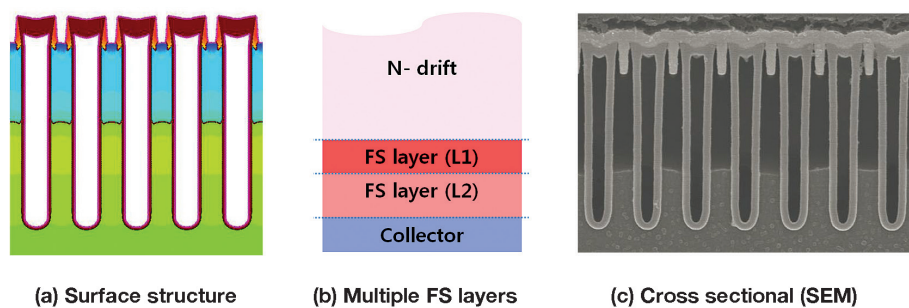 N- drift
FS layer (L1)
FS layer (L2)
Collector
(a) Surface structure
(b) Multiple FS layers
(c) Cross sectional (SEM)